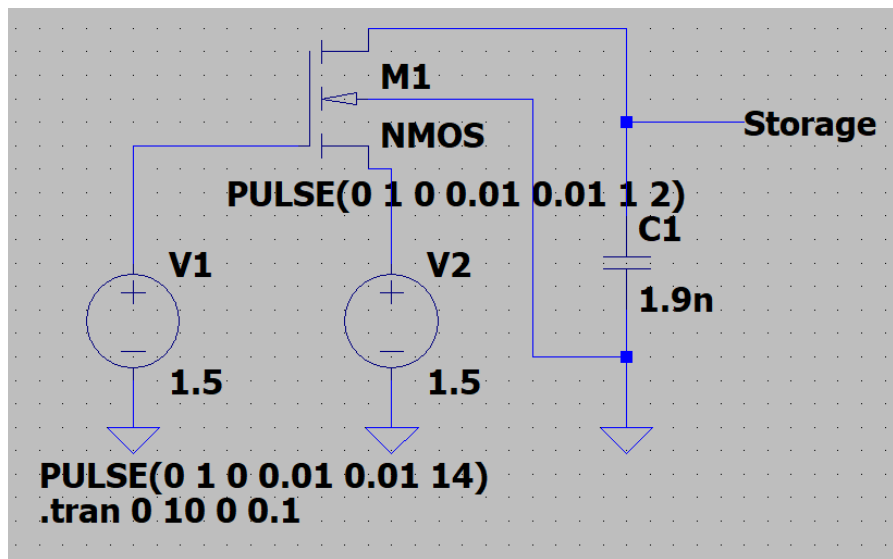 M1
Storage
NMOS
PULSE(0 1 0 0.01 0.01 1 2)
C1
V1
V2
1.9n
1.5
1.5
PULSE(0 1 0 0.01 0.01 14)
.tran 0 10 0 0.1